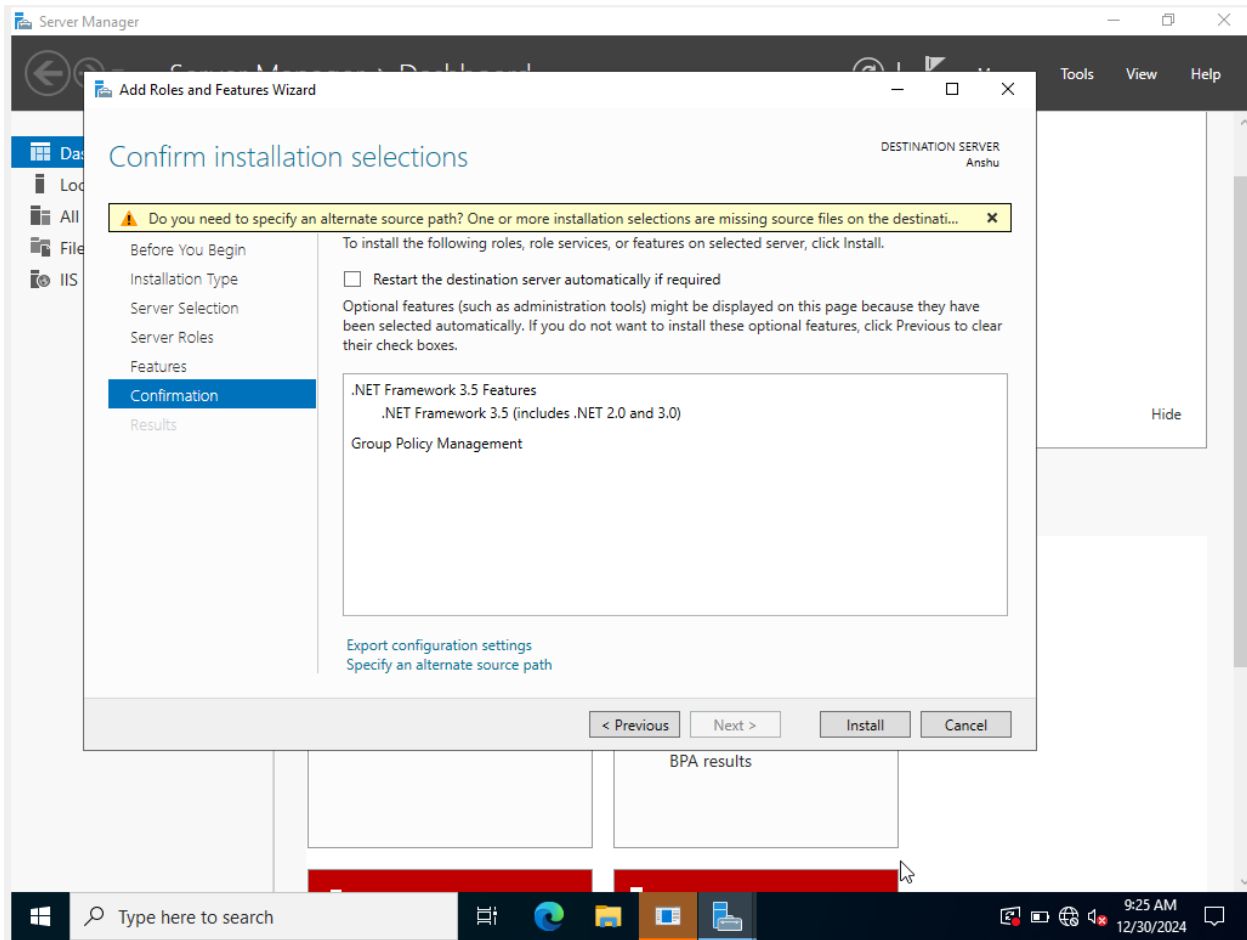 Server Manager
Tools View Help
Add Roles and Features Wizard
Confirm installation selections
DESTINATION SERVER
Anshu
Do you need to specify an alternate source path? One or more installation selections are missing source files on the destinati...
Before You Begin
Installation Type
Server Selection
Server Roles
Features
Confirmation
Results
To install the following roles, role services, or features on selected server, click Install.
Restart the destination server automatically if required
Optional features (such as administration tools) might be displayed on this page because they have
been selected automatically. If you do not want to install these optional features, click Previous to clear
their check boxes.
.NET Framework 3.5 Features
.NET Framework 3.5 (includes .NET 2.0 and 3.0)
Group Policy Management
Export configuration settings
Specify an alternate source path
< Previous
Next >
Install
Cancel
All
File
IIS
Hide
BPA results
Type here to search
9:25 AM
12/30/2024